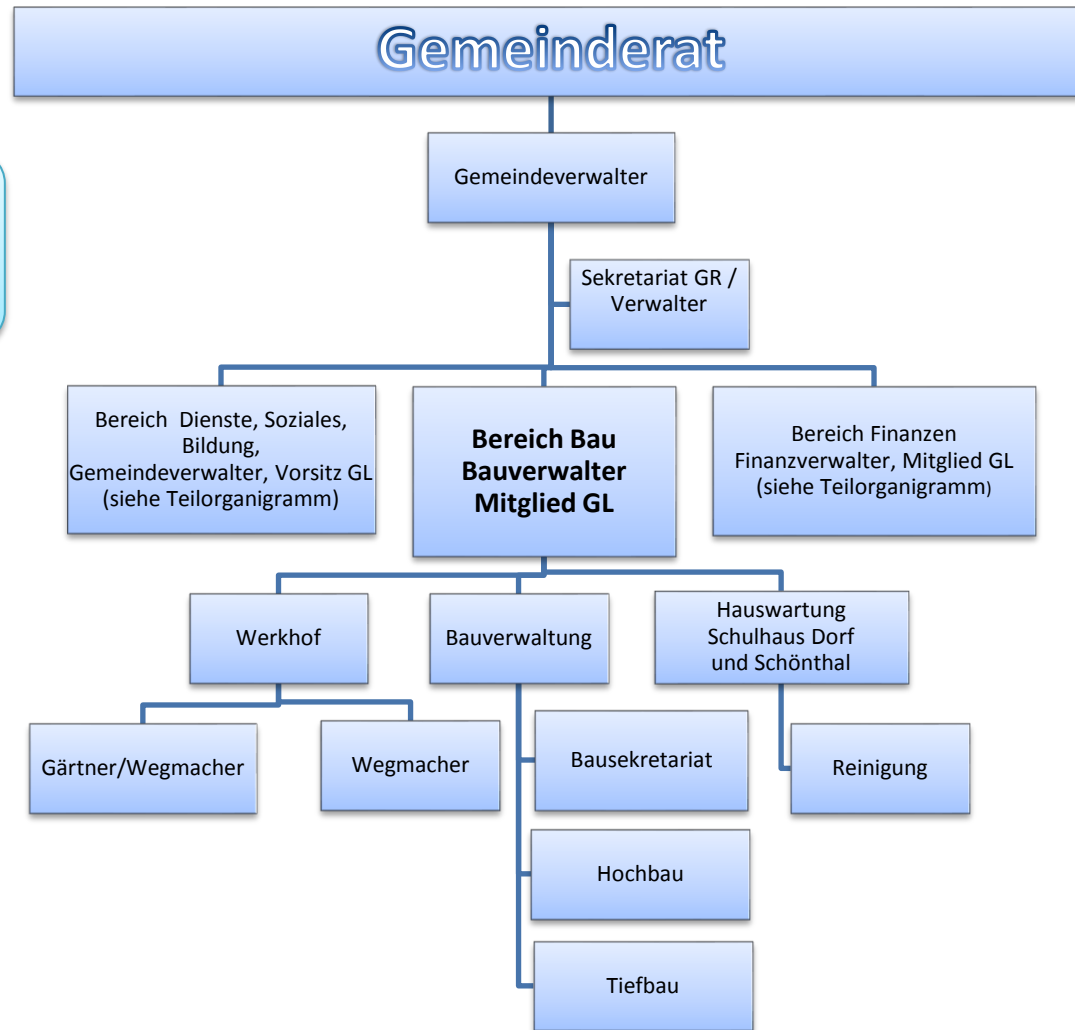 Gemeinderat
Gemeindeverwalter
Sekretariat GR /
Verwalter
Bereich Dienste, Soziales,
Bildung,
Gemeindeverwalter, Vorsitz GL
(siehe Teilorganigramm)
Bereich Bau
Bauverwalter
Mitglied GL
Bereich Finanzen
Finanzverwalter, Mitglied GL
(siehe Teilorganigramm)
Werkhof
Bauverwaltung
Hauswartung
Schulhaus Dorf
und Schönthal
Gärtner/Wegmacher
Wegmacher
Bausekretariat
Reinigung
Hochbau
Tiefbau